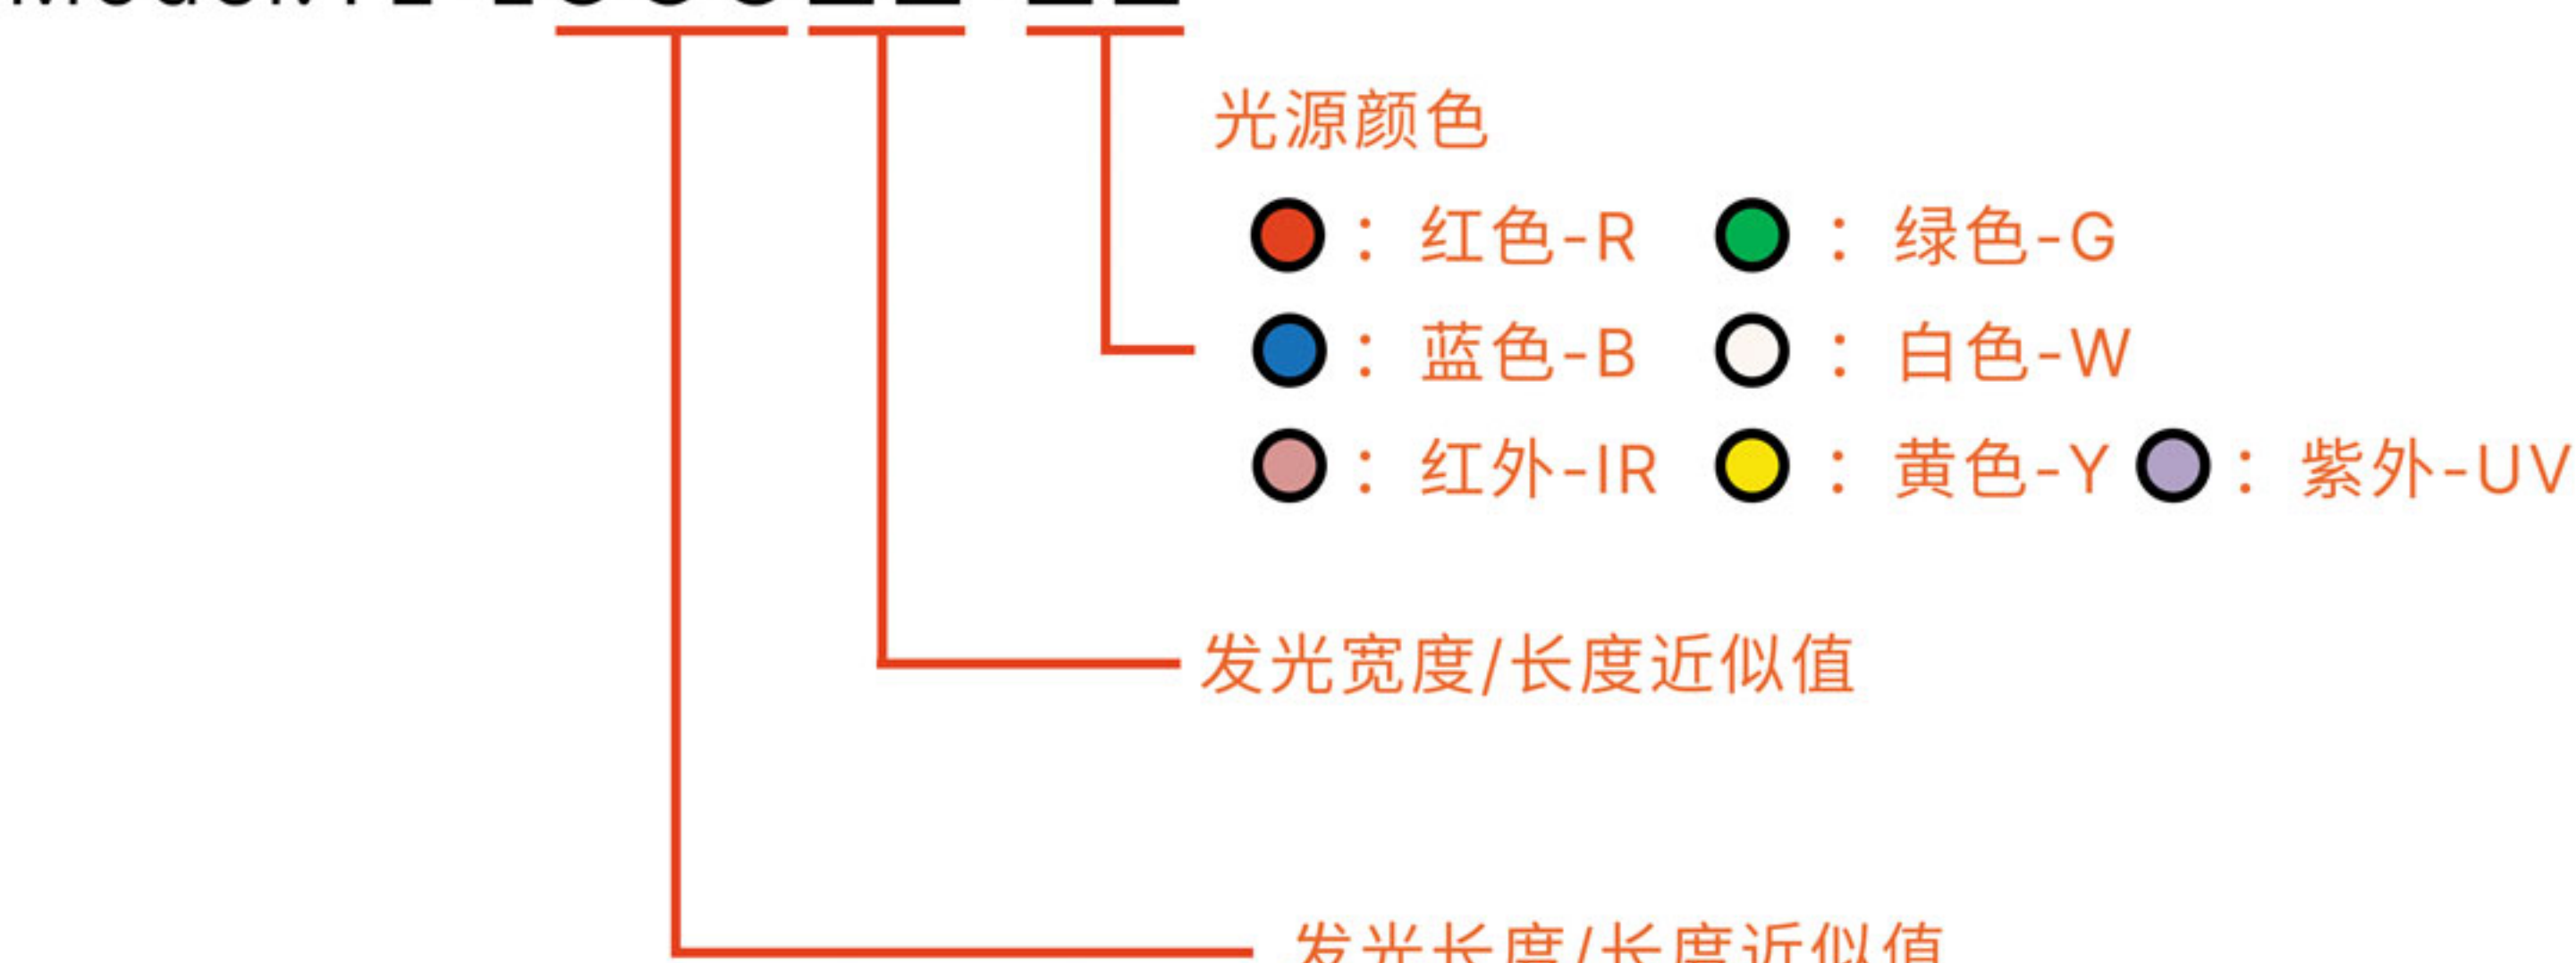 光源颜色
：红色-R ：绿色-G
：蓝色-B ：白色-W
：红外-IR ：黄色-Y ：紫外-UV
发光宽度/长度近似值
发光长度/长度近似值